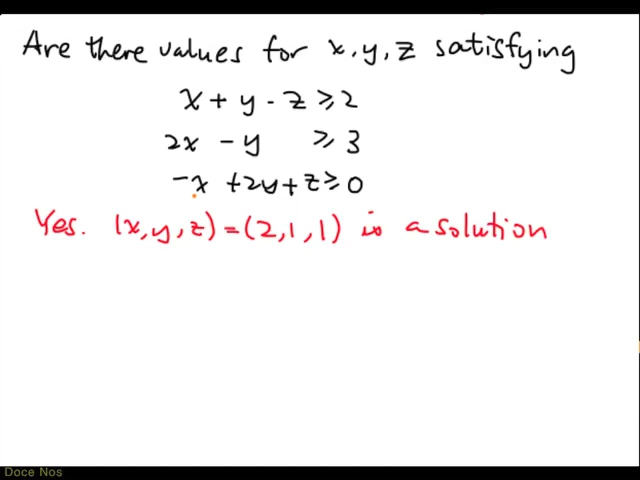 Are there values for x, y, z satisfying
x + y - z ≥ 2
2x - y ≥ 3
-x + 2y + z ≥ 0
Yes. (x, y, z) = (2, 1, 1) is a solution
Doce Nos